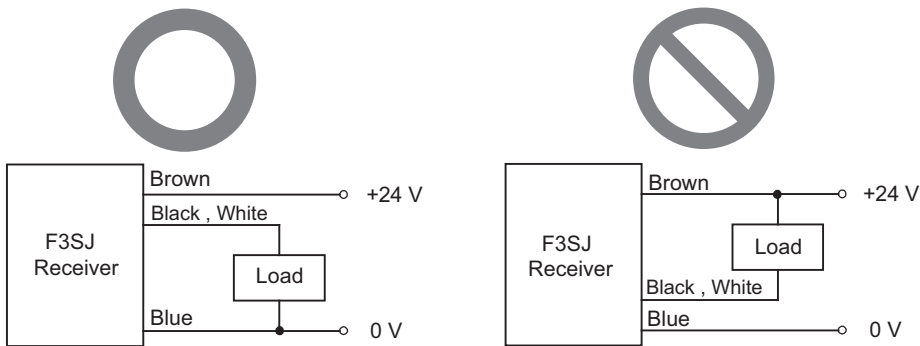 Brown
+24 V
Black , White
F3SJ
Receiver
Load
Blue
0 V
Brown
+24 V
F3SJ
Receiver
Load
Black , White
Blue
0 V